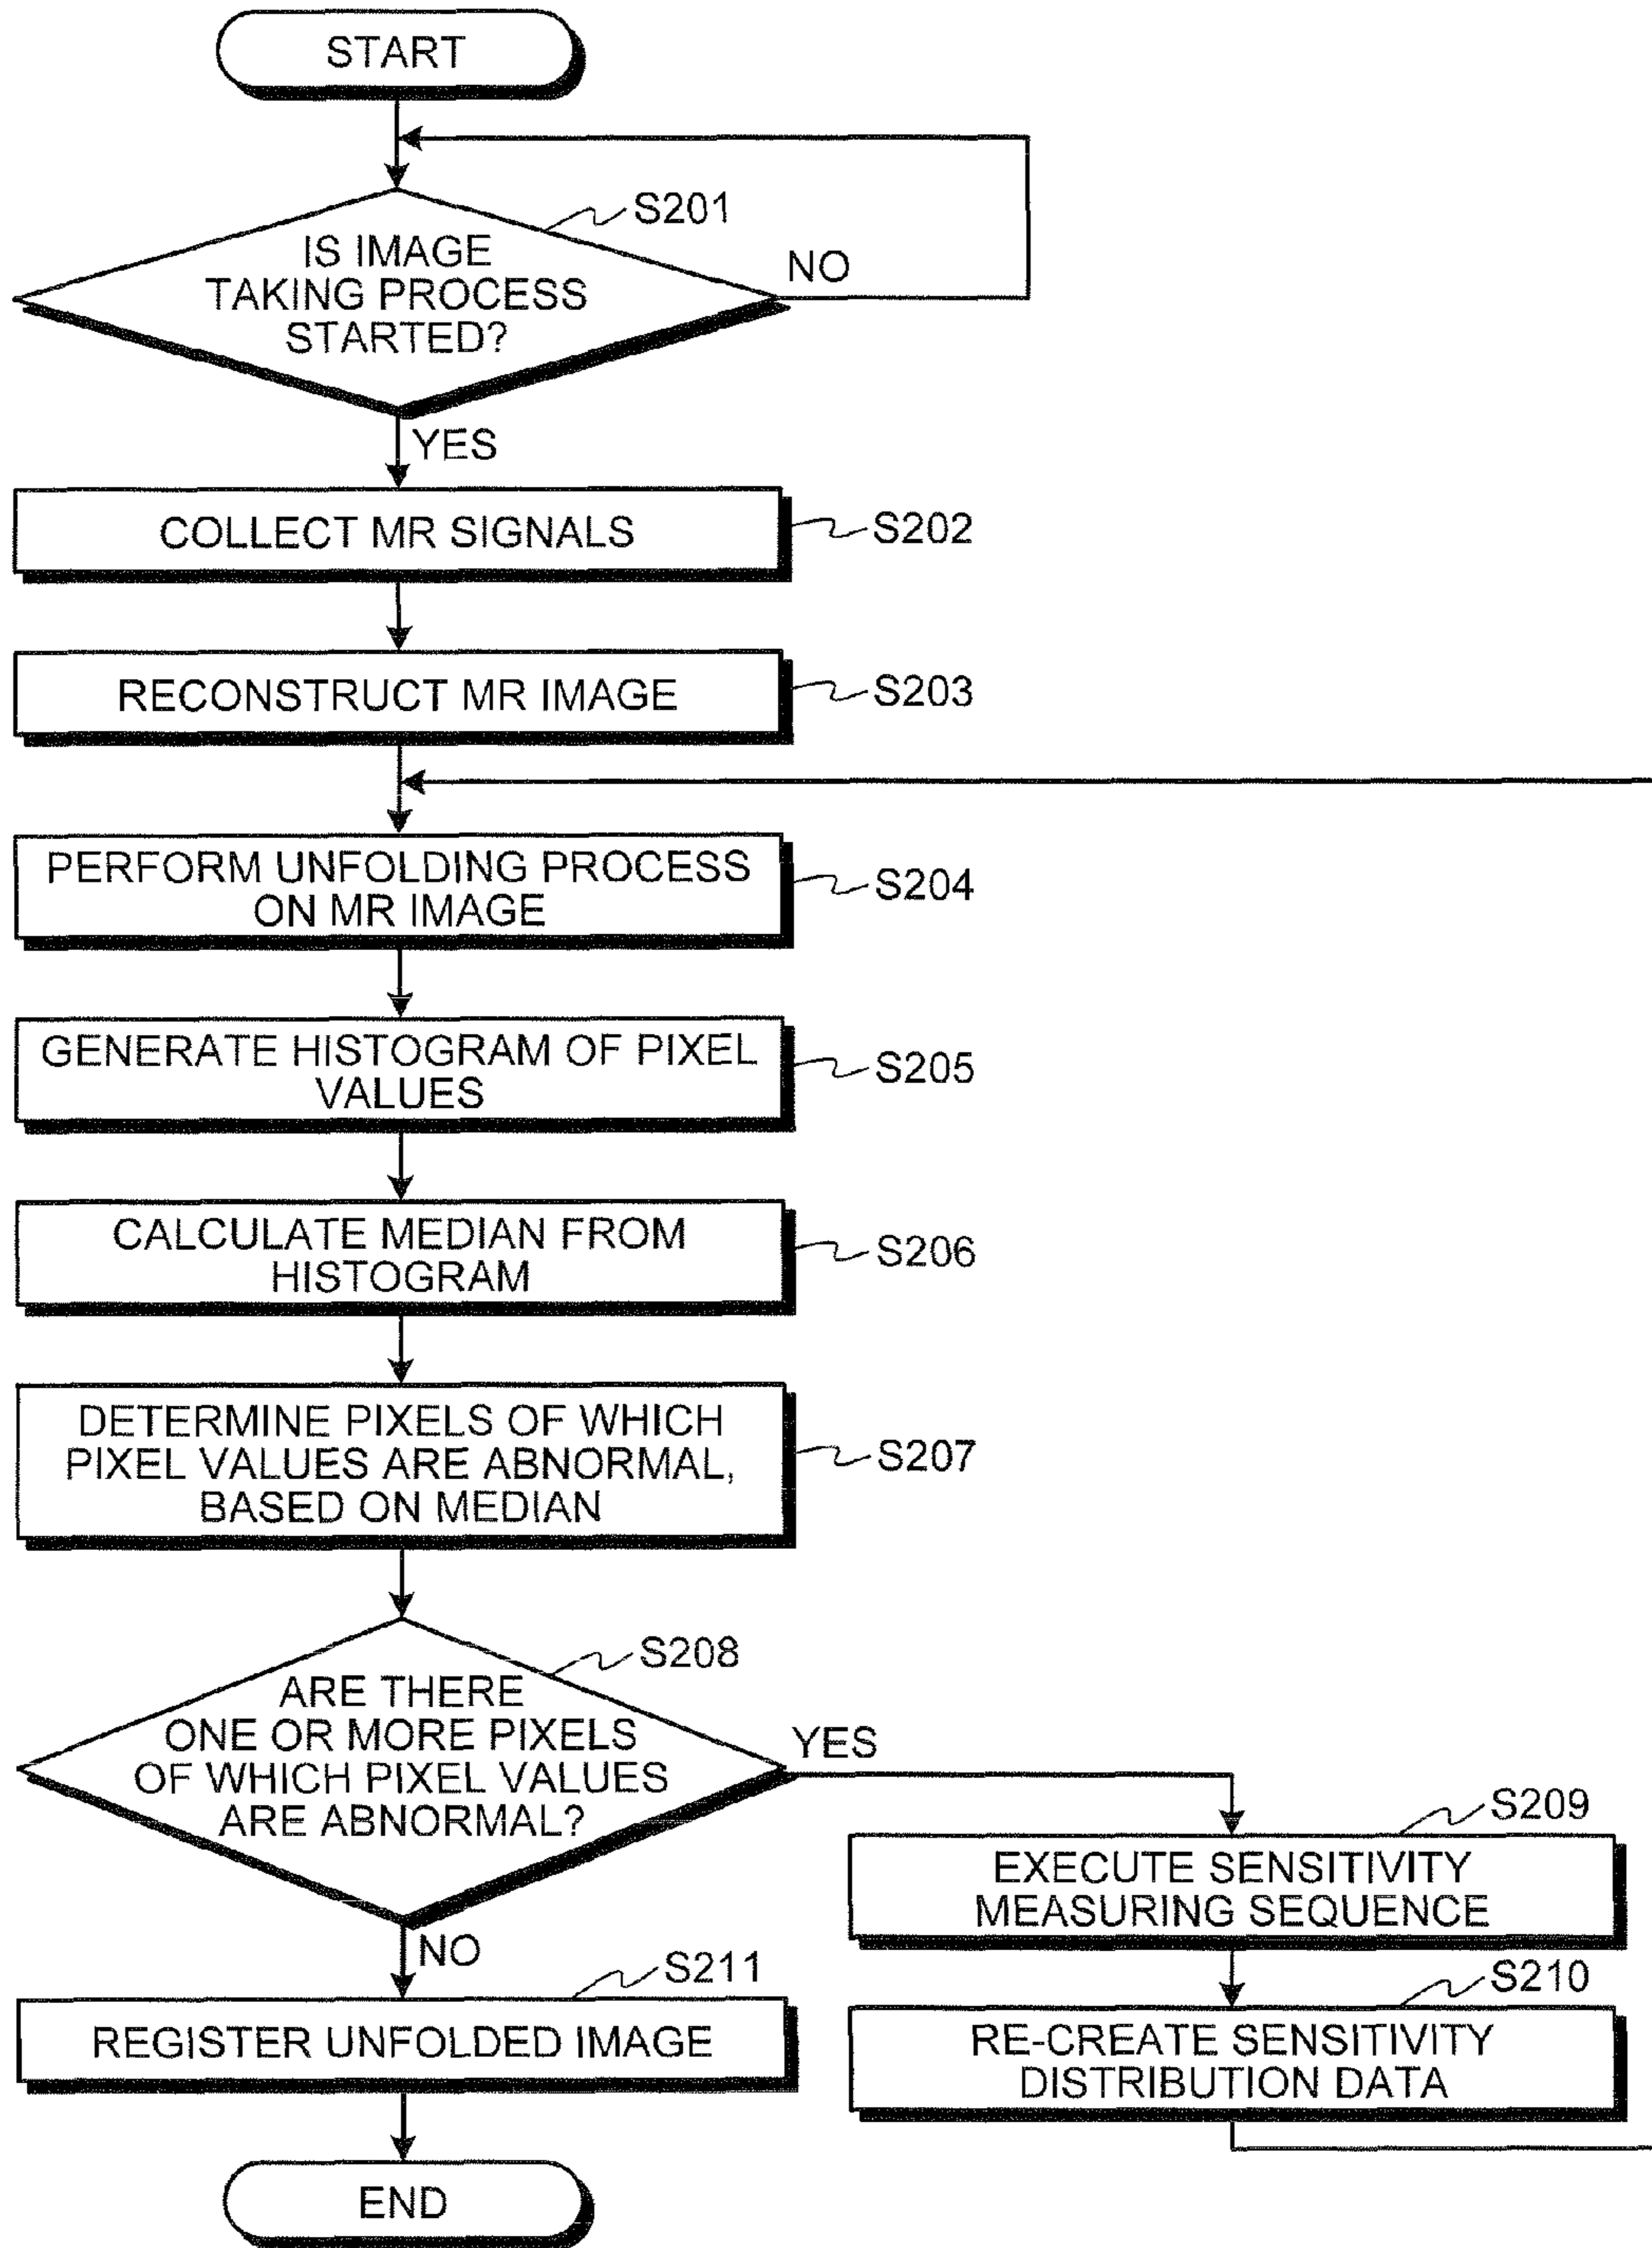 START
S201
IS IMAGE
TAKING PROCESS
STARTED?
NO
YES
COLLECT MR SIGNALS
S202
RECONSTRUCT MR IMAGE
S203
PERFORM UNFOLDING PROCESS
ON MR IMAGE
S204
GENERATE HISTOGRAM OF PIXEL
VALUES
S205
CALCULATE MEDIAN FROM
HISTOGRAM
S206
DETERMINE PIXELS OF WHICH
PIXEL VALUES ARE ABNORMAL,
BASED ON MEDIAN
S207
S208
ARE THERE
ONE OR MORE PIXELS
OF WHICH PIXEL VALUES
ARE ABNORMAL?
YES
S209
EXECUTE SENSITIVITY
MEASURING SEQUENCE
NO
S210
RE-CREATE SENSITIVITY
DISTRIBUTION DATA
S211
REGISTER UNFOLDED IMAGE
END